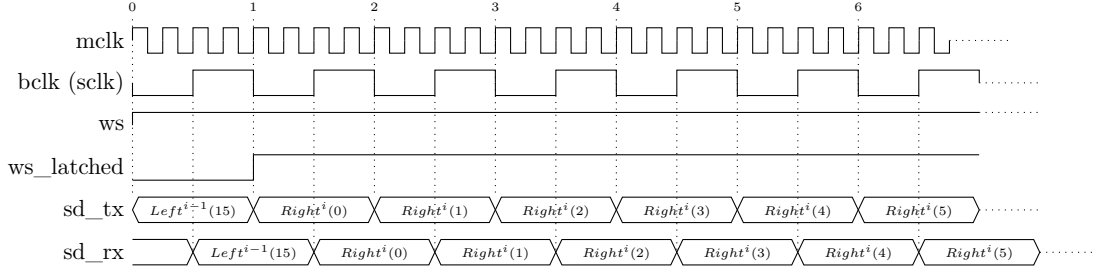 0 1 2 3 4 5 6
mclk
bclk (sclk)
ws
ws_latched
sd_tx Left^{i−1}(15) Right^i(0) Right^i(1) Right^i(2) Right^i(3) Right^i(4) Right^i(5)
sd_rx Left^{i−1}(15) Right^i(0) Right^i(1) Right^i(2) Right^i(3) Right^i(4) Right^i(5)